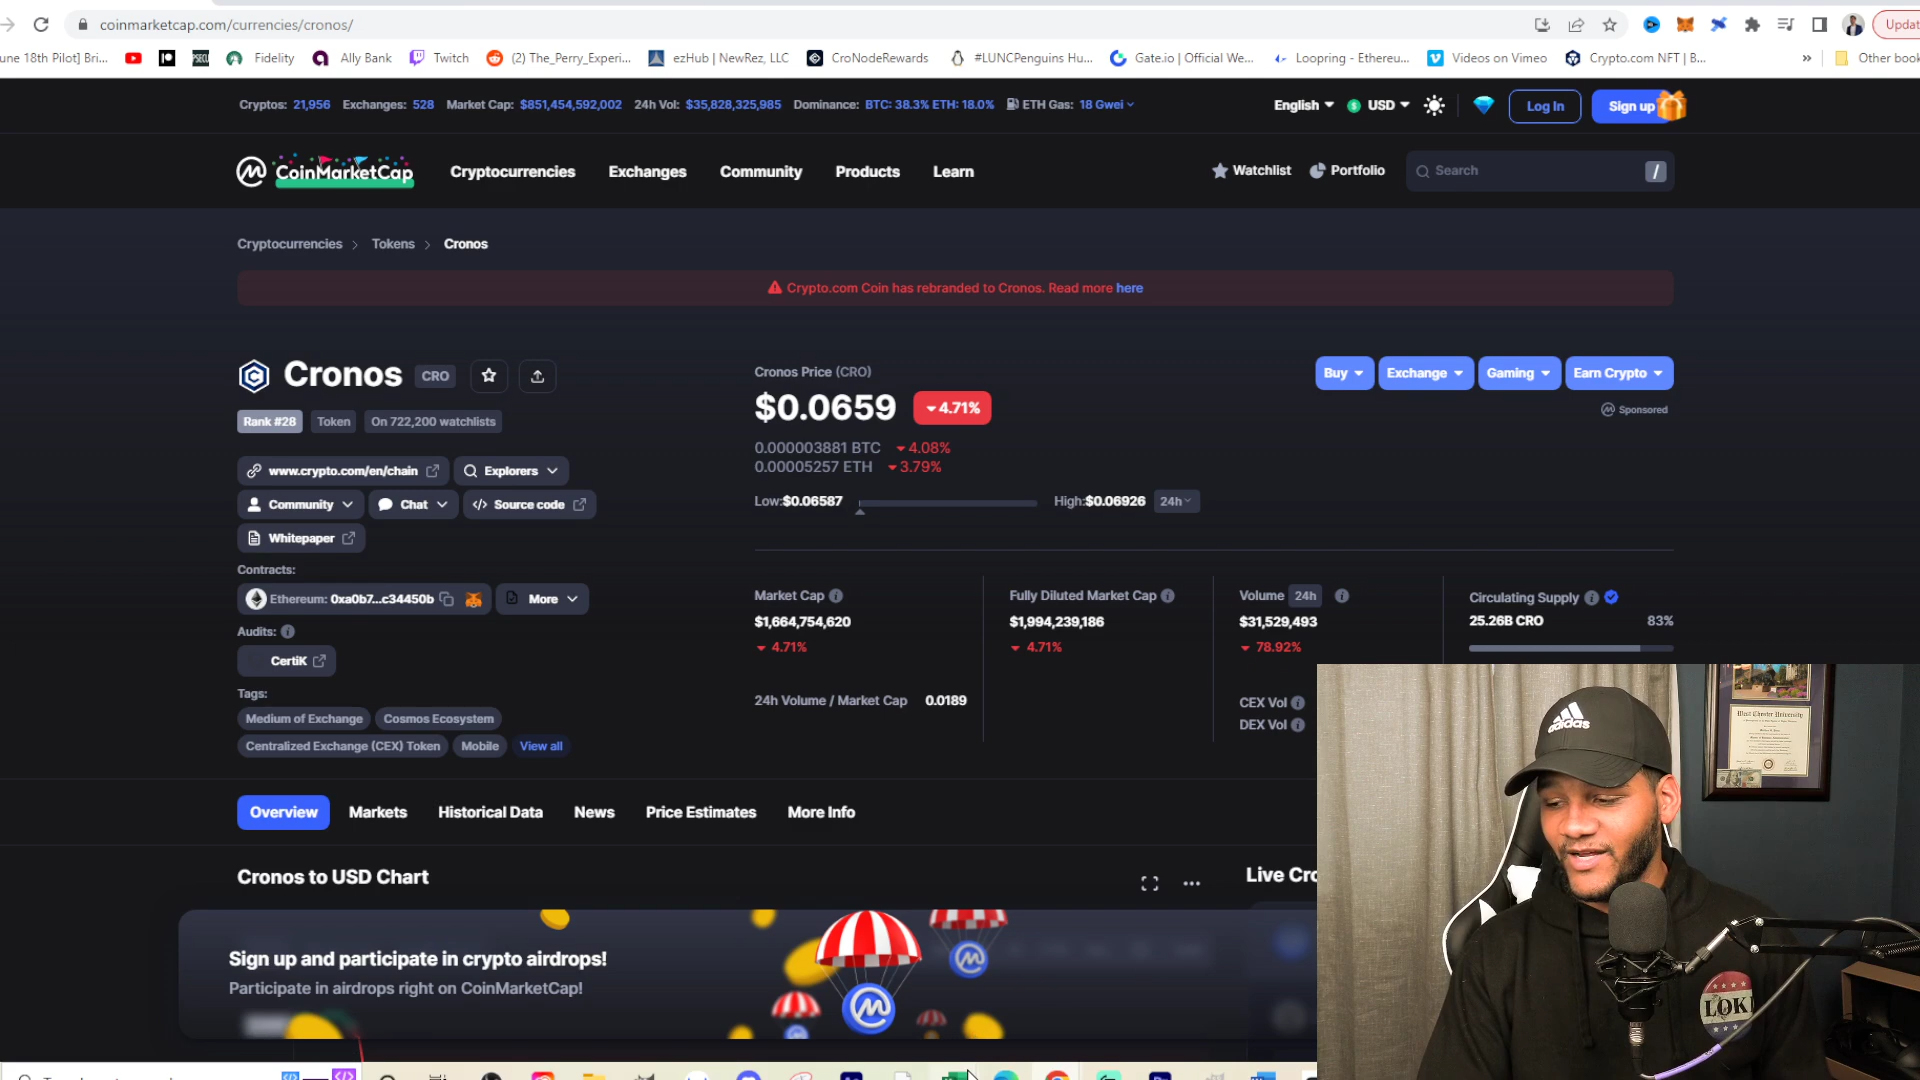 coinmarketcap.com/currencies/cronos/
Updat
une 18th Pilot] Bri...
PSECU
Fidelity
Ally Bank
Twitch
(2) The_Perry_Experi...
ezHub | NewRez, LLC
CroNodeRewards
#LUNCPenguins Hu...
Gate.io | Official We...
Loopring - Ethereu...
Videos on Vimeo
Crypto.com NFT | B...
»
Other book
Cryptos: 21,956 Exchanges: 528 Market Cap: $851,454,592,002 24h Vol: $35,828,325,985 Dominance: BTC: 38.3% ETH: 18.0% ETH Gas: 18 Gwei
English
USD
Log In
Sign up
CoinMarketCap
Cryptocurrencies
Exchanges
Community
Products
Learn
Watchlist
Portfolio
Search
/
Cryptocurrencies > Tokens > Cronos
Crypto.com Coin has rebranded to Cronos. Read more here
Cronos CRO
Rank #28
Token
On 722,200 watchlists
www.crypto.com/en/chain
Explorers
Community
Chat
Source code
Whitepaper
Contracts:
Ethereum: 0xa0b7...c34450b
More
Audits:
CertiK
Tags:
Medium of Exchange
Cosmos Ecosystem
Centralized Exchange (CEX) Token
Mobile
View all
Cronos Price (CRO)
$0.0659
4.71%
0.000003881 BTC 4.08%
0.00005257 ETH 3.79%
Low:$0.06587
High:$0.06926
24h
Buy
Exchange
Gaming
Earn Crypto
Sponsored
Market Cap
$1,664,754,620
4.71%
24h Volume / Market Cap 0.0189
Fully Diluted Market Cap
$1,994,239,186
4.71%
Volume 24h
$31,529,493
78.92%
CEX Vol
DEX Vol
Circulating Supply
25.26B CRO
83%
Overview
Markets
Historical Data
News
Price Estimates
More Info
Cronos to USD Chart
Live Cro
Sign up and participate in crypto airdrops!
Participate in airdrops right on CoinMarketCap!
adidas
West Chester University
LOKI